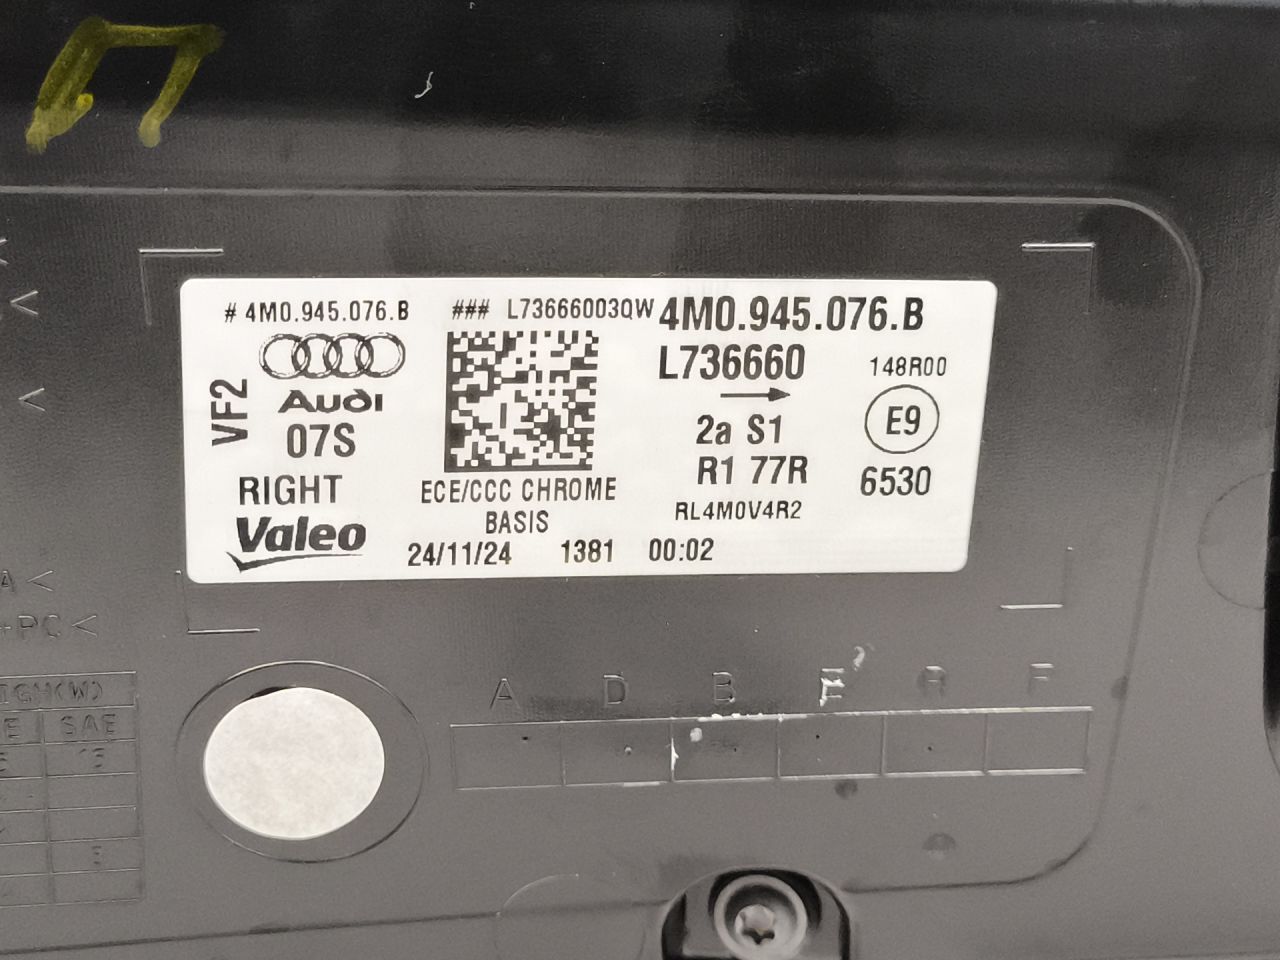 # 4M0.945.076.B
### L73666003QW
4M0.945.076.B
L736660
148R00
VF2
Audi
07S
2a S1
E9
RIGHT
R1 77R
6530
ECE/CCC CHROME
BASIS
RL4M0V4R2
Valeo
24/11/24 1381 00:02
A<
+PC<
SAE
A D B E R F